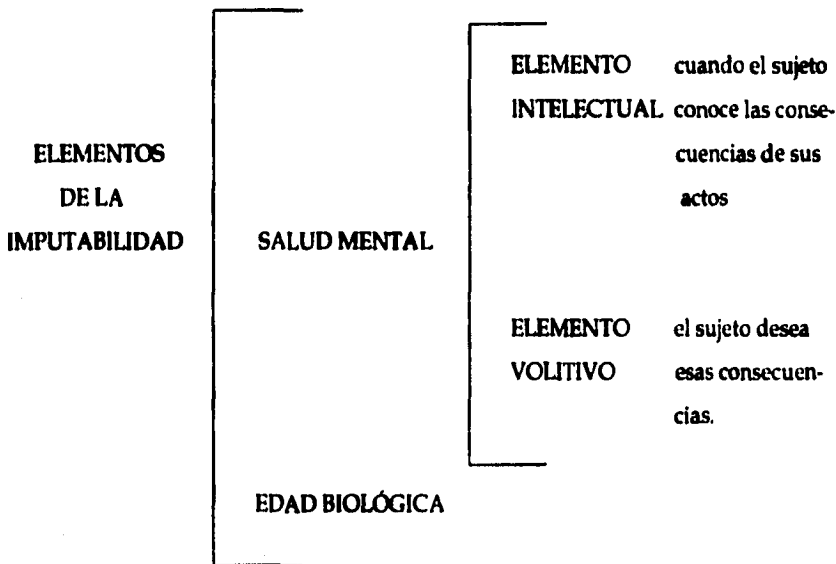 ELEMENTOS
DE LA
IMPUTABILIDAD
SALUD MENTAL
ELEMENTO cuando el sujeto
INTELECTUAL conoce las conse-
cuencias de sus
actos
ELEMENTO el sujeto desea
VOLITIVO esas consecuen-
cias.
EDAD BIOLÓGICA